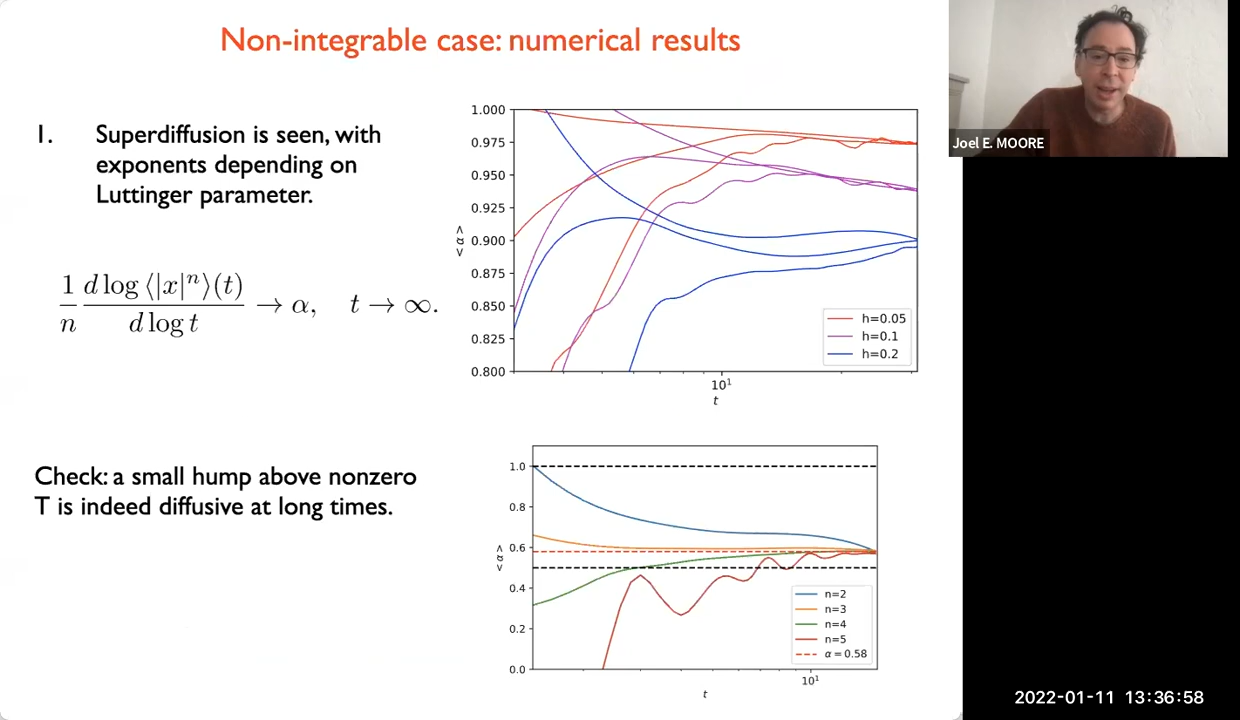 Non-integrable case: numerical results
Joel E. MOORE
1. Superdiffusion is seen, with
exponents depending on
Luttinger parameter.
1/n d log ⟨|x|ⁿ⟩(t) / d log t → α, t → ∞.
1.000
0.975
0.950
0.925
0.900
0.875
0.850
0.825
0.800
<α>
h=0.05
h=0.1
h=0.2
10¹
t
Check: a small hump above nonzero
T is indeed diffusive at long times.
1.0
0.8
0.6
0.4
0.2
0.0
<α>
n=2
n=3
n=4
n=5
α = 0.58
10¹
t
2022-01-11 13:36:58